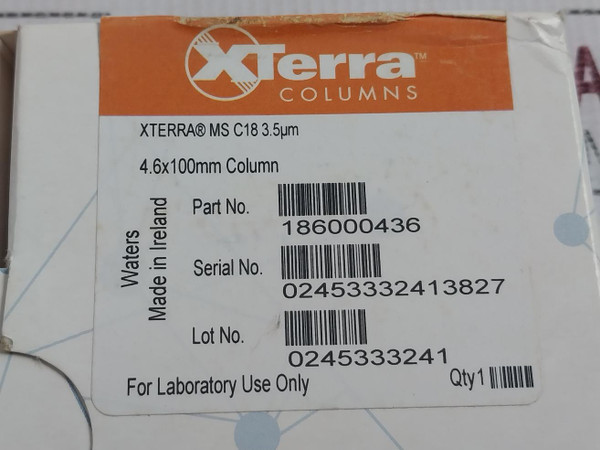 XTerra™
COLUMNS
XTERRA® MS C18 3.5µm
4.6x100mm Column
Waters
Made in Ireland
Part No.
186000436
Serial No.
02453332413827
Lot No.
0245333241
For Laboratory Use Only
Qty1